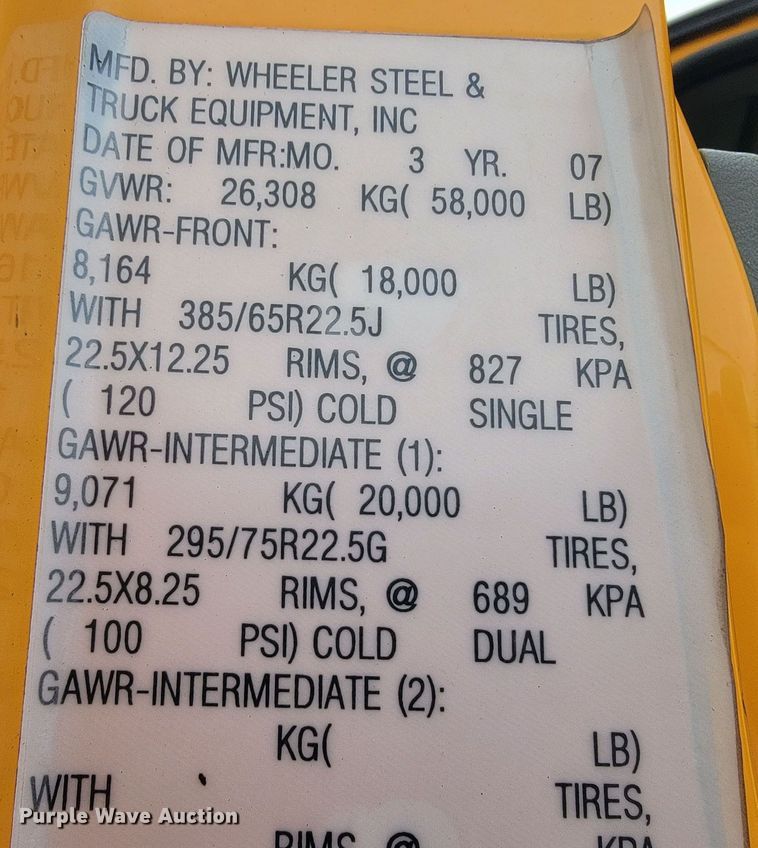 MFD. BY: WHEELER STEEL &
TRUCK EQUIPMENT, INC
DATE OF MFR:MO. 3 YR. 07
GVWR: 26,308 KG( 58,000 LB)
GAWR-FRONT:
8,164 KG( 18,000 LB)
WITH 385/65R22.5J TIRES,
22.5X12.25 RIMS, @ 827 KPA
( 120 PSI) COLD SINGLE
GAWR-INTERMEDIATE (1):
9,071 KG( 20,000 LB)
WITH 295/75R22.5G TIRES,
22.5X8.25 RIMS, @ 689 KPA
( 100 PSI) COLD DUAL
GAWR-INTERMEDIATE (2):
KG( LB)
WITH TIRES,
Purple Wave Auction
RIMS, @ KPA